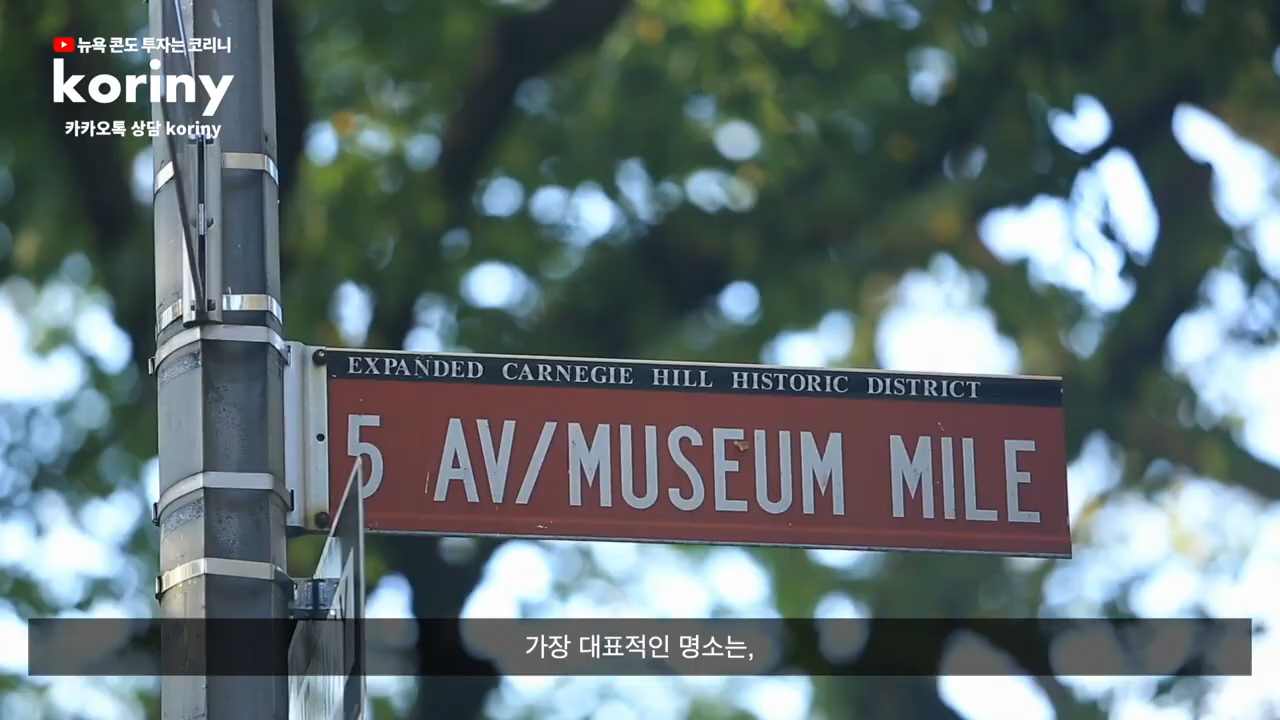 뉴욕 콘도 투자는 코리니
koriny
카카오톡 상담 koriny
EXPANDED CARNEGIE HILL HISTORIC DISTRICT
5 AV/MUSEUM MILE
가장 대표적인 명소는,